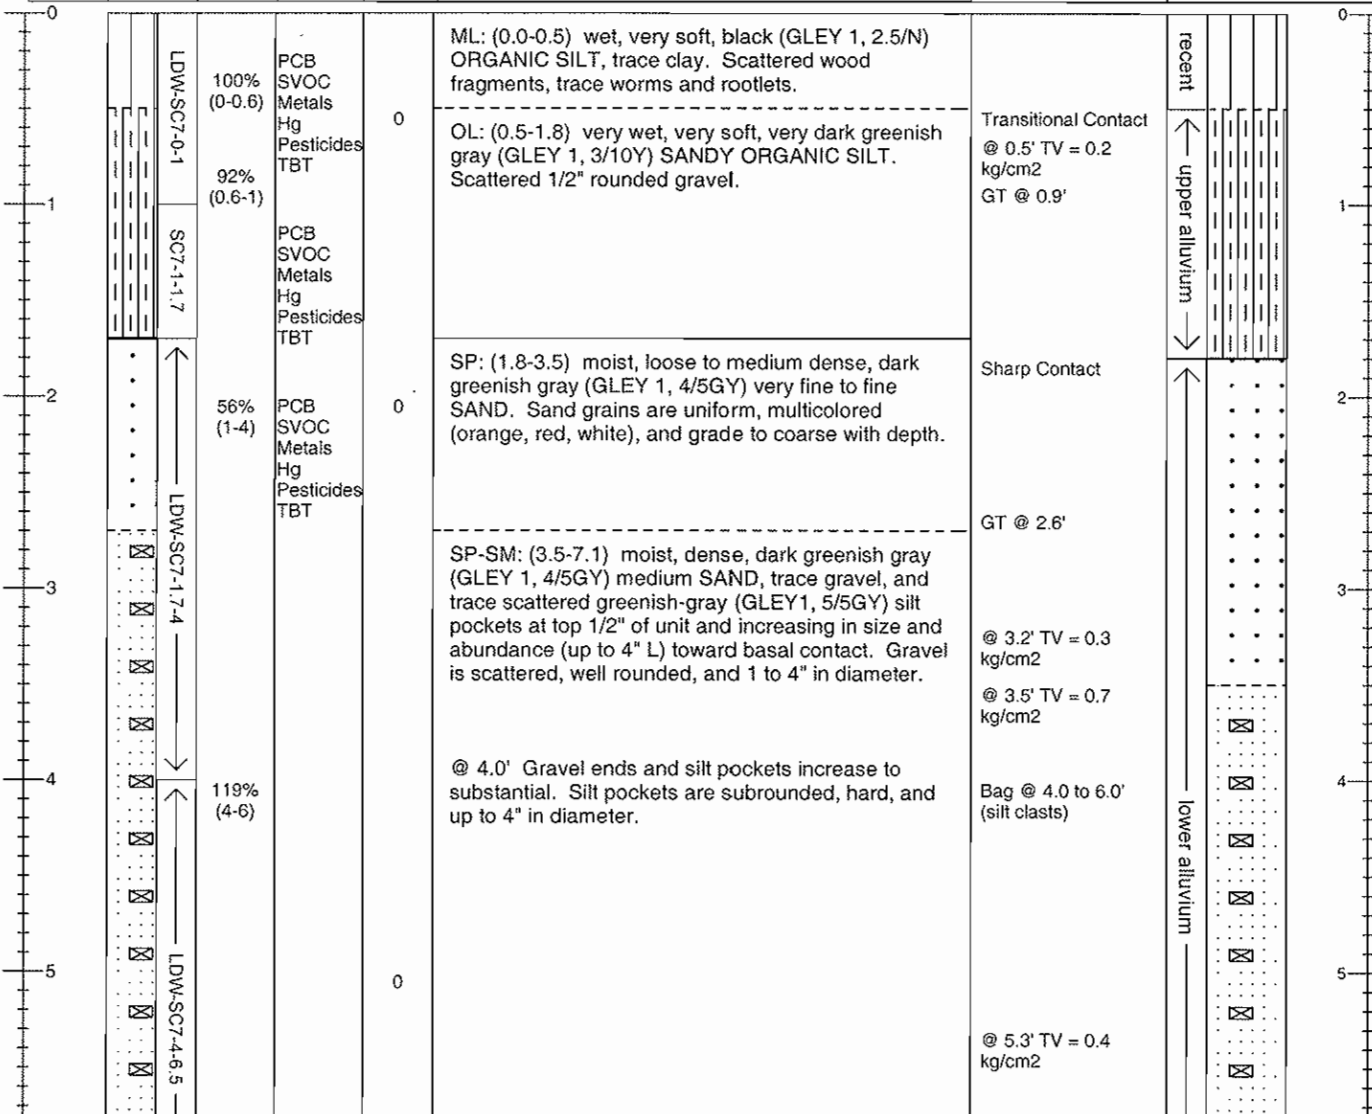 0
LDW-SC7-0-1
100%
(0-0.6)
PCB
SVOC
Metals
Hg
Pesticides
TBT
0
92%
(0.6-1)
ML: (0.0-0.5) wet, very soft, black (GLEY 1, 2.5/N)
ORGANIC SILT, trace clay. Scattered wood
fragments, trace worms and rootlets.
OL: (0.5-1.8) very wet, very soft, very dark greenish
gray (GLEY 1, 3/10Y) SANDY ORGANIC SILT.
Scattered 1/2" rounded gravel.
Transitional Contact
@ 0.5' TV = 0.2
kg/cm2
GT @ 0.9'
recent
upper alluvium
0
1
SC7-1-1.7
PCB
SVOC
Metals
Hg
Pesticides
TBT
1
SP: (1.8-3.5) moist, loose to medium dense, dark
greenish gray (GLEY 1, 4/5GY) very fine to fine
SAND. Sand grains are uniform, multicolored
(orange, red, white), and grade to coarse with depth.
Sharp Contact
2
LDW-SC7-1.7-4
56%
(1-4)
PCB
SVOC
Metals
Hg
Pesticides
TBT
0
2
GT @ 2.6'
SP-SM: (3.5-7.1) moist, dense, dark greenish gray
(GLEY 1, 4/5GY) medium SAND, trace gravel, and
trace scattered greenish-gray (GLEY1, 5/5GY) silt
pockets at top 1/2" of unit and increasing in size and
abundance (up to 4" L) toward basal contact. Gravel
is scattered, well rounded, and 1 to 4" in diameter.
3
@ 3.2' TV = 0.3
kg/cm2
@ 3.5' TV = 0.7
kg/cm2
3
4
119%
(4-6)
@ 4.0' Gravel ends and silt pockets increase to
substantial. Silt pockets are subrounded, hard, and
up to 4" in diameter.
Bag @ 4.0 to 6.0'
(silt clasts)
lower alluvium
4
5
LDW-SC7-4-6.5
0
@ 5.3' TV = 0.4
kg/cm2
5